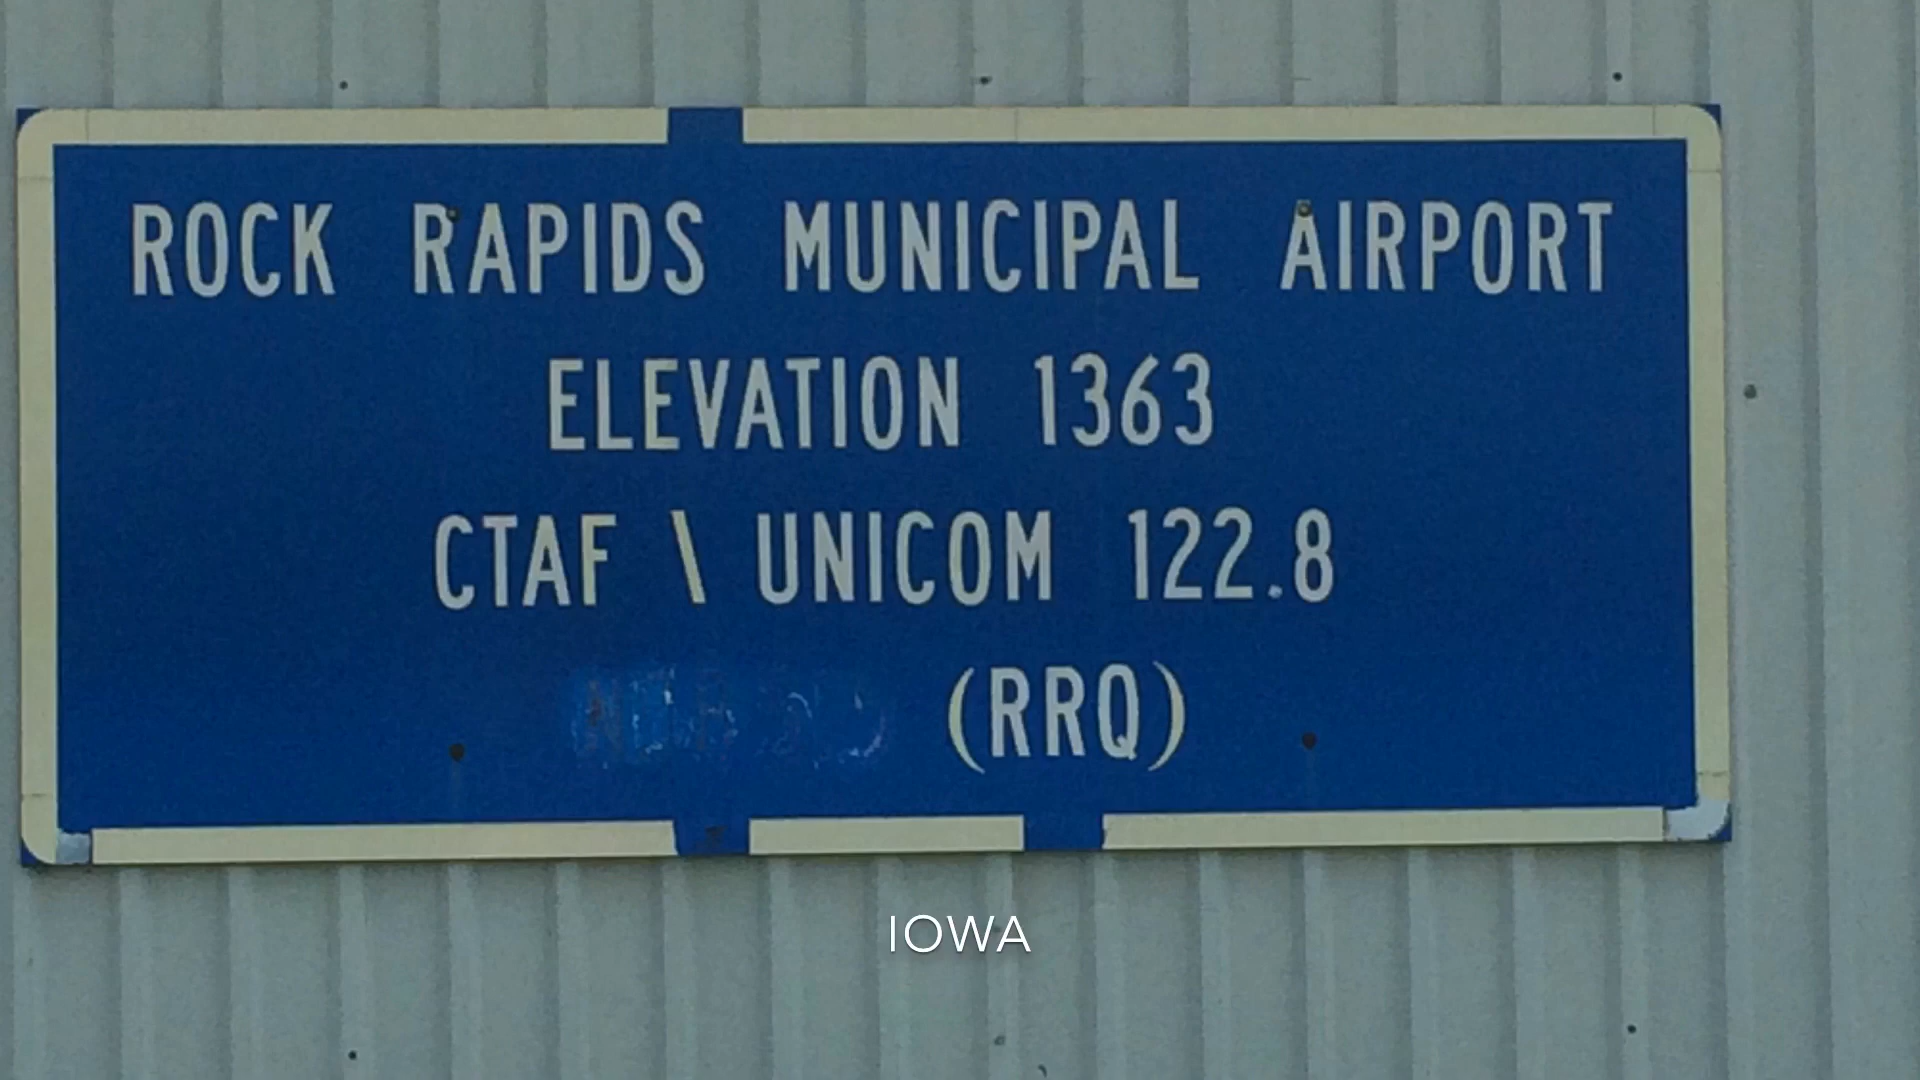 ROCK RAPIDS MUNICIPAL AIRPORT
ELEVATION 1363
CTAF \ UNICOM 122.8
(RRQ)
IOWA